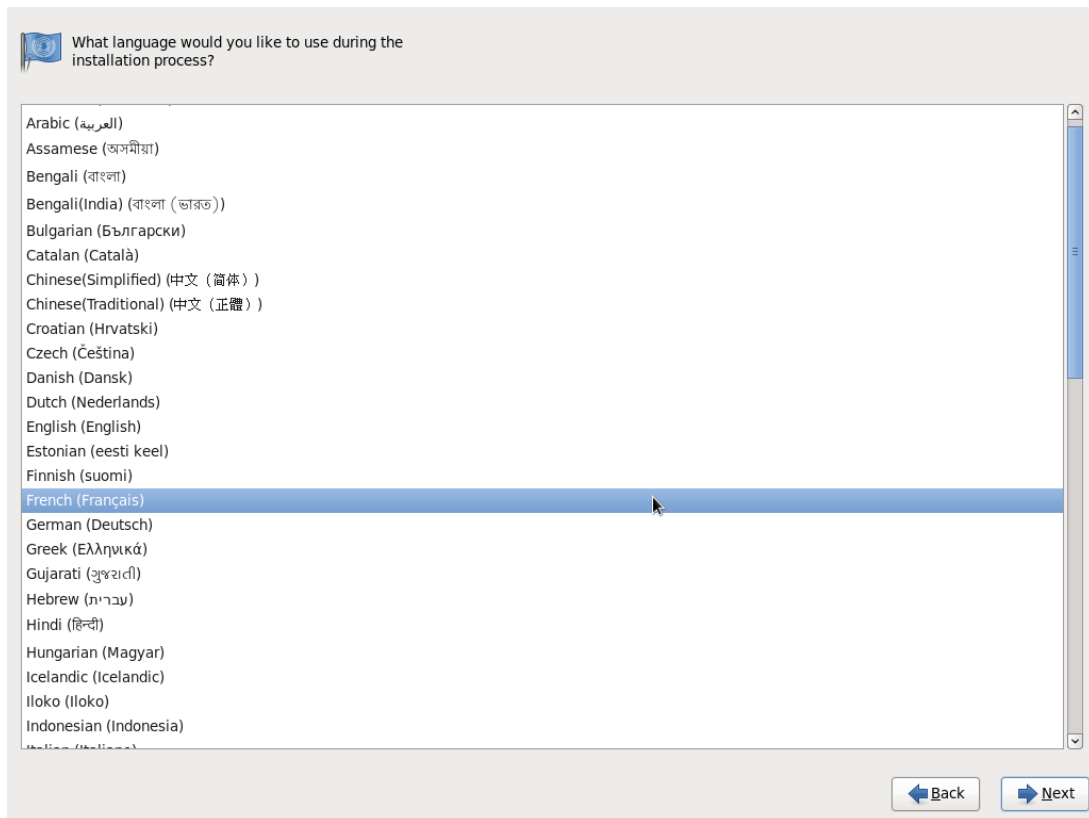 What language would you like to use during the
installation process?
Arabic (العربية)
Assamese (অসমীয়া)
Bengali (বাংলা)
Bengali(India) (বাংলা (ভারত))
Bulgarian (Български)
Catalan (Català)
Chinese(Simplified) (中文（简体）)
Chinese(Traditional) (中文（正體）)
Croatian (Hrvatski)
Czech (Čeština)
Danish (Dansk)
Dutch (Nederlands)
English (English)
Estonian (eesti keel)
Finnish (suomi)
French (Français)
German (Deutsch)
Greek (Ελληνικά)
Gujarati (ગુજરાતી)
Hebrew (עברית)
Hindi (हिन्दी)
Hungarian (Magyar)
Icelandic (Icelandic)
Iloko (Iloko)
Indonesian (Indonesia)
Italian (Italiano)
Back
Next